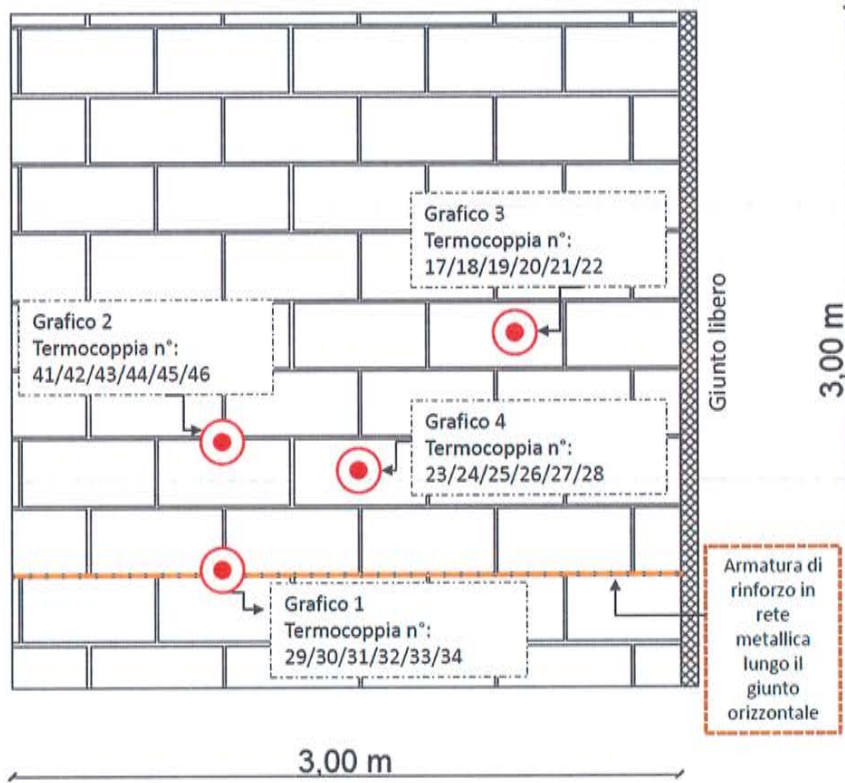 Grafico 3
Termocoppia n°:
17/18/19/20/21/22
Grafico 2
Termocoppia n°:
41/42/43/44/45/46
Grafico 4
Termocoppia n°:
23/24/25/26/27/28
Grafico 1
Termocoppia n°:
29/30/31/32/33/34
Giunto libero
3,00 m
Armatura di
rinforzo in
rete
metallica
lungo il
giunto
orizzontale
3,00 m